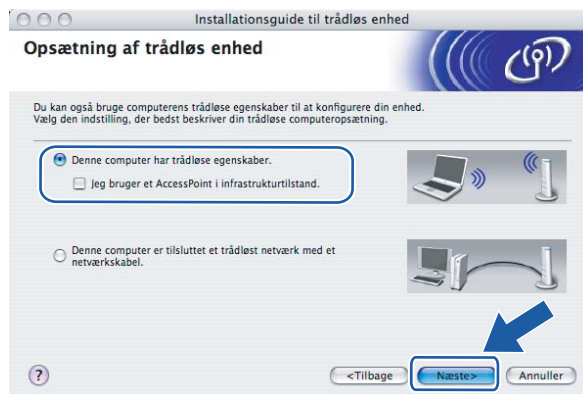 Installationsguide til trådløs enhed
Opsætning af trådløs enhed
Du kan også bruge computerens trådløse egenskaber til at konfigurere din enhed.
Vælg den indstilling, der bedst beskriver din trådløse computeropsætning.
Denne computer har trådløse egenskaber.
Jeg bruger et AccessPoint i infrastrukturtilstand.
Denne computer er tilsluttet et trådløst netværk med et
netværkskabel.
?
<Tilbage
Næste>
Annuller